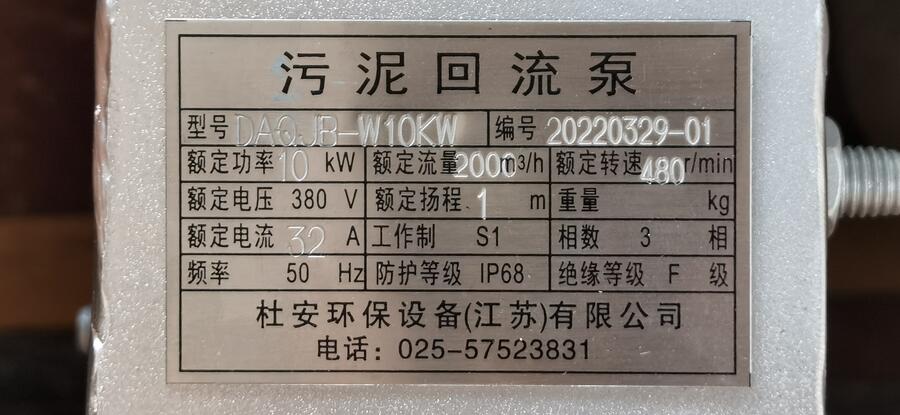 污泥回流泵
型号 DAQJB-W10KW 编号 20220329-01
额定功率 10 kW 额定流量 2000 m³/h 额定转速 480 r/min
额定电压 380 V 额定扬程 1 m 重量 kg
额定电流 32 A 工作制 S1 相数 3 相
频率 50 Hz 防护等级 IP68 绝缘等级 F 级
杜安环保设备(江苏)有限公司
电话：025-57523831